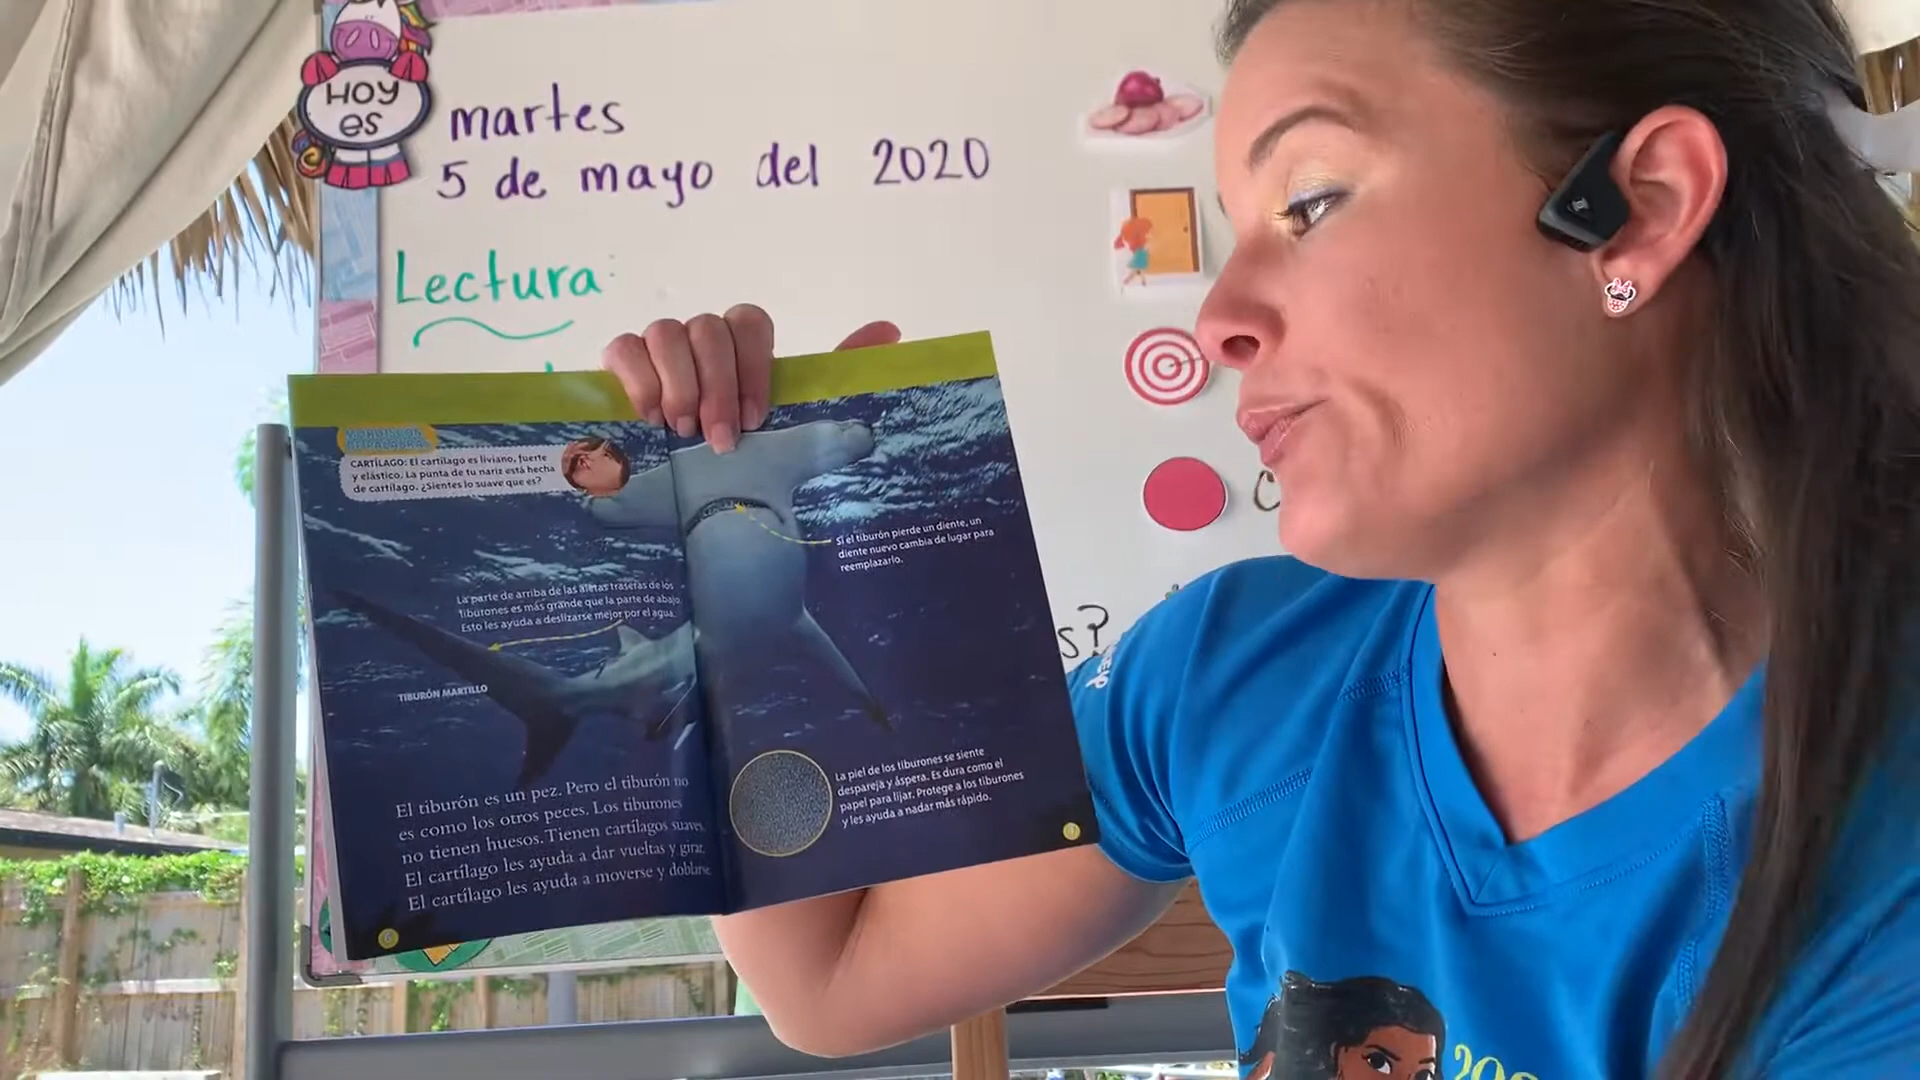 HOY
es
martes
5 de mayo del 2020
Lectura:
CARTÍLAGO: El cartílago es liviano, fuerte
y elástico. La punta de tu nariz está hecha
de cartílago. ¿Sientes lo suave que es?
La parte de arriba de las aletas traseras de los
tiburones es más grande que la parte de abajo.
Esto les ayuda a deslizarse mejor por el agua.
TIBURÓN MARTILLO
El tiburón es un pez. Pero el tiburón no
es como los otros peces. Los tiburones
no tienen huesos. Tienen cartílagos suaves.
El cartílago les ayuda a dar vueltas y girar.
El cartílago les ayuda a moverse y doblarse.
6
Si el tiburón pierde un diente, un
diente nuevo cambia de lugar para
reemplazarlo.
La piel de los tiburones se siente
despareja y áspera. Es dura como el
papel para lijar. Protege a los tiburones
y les ayuda a nadar más rápido.
7
s?